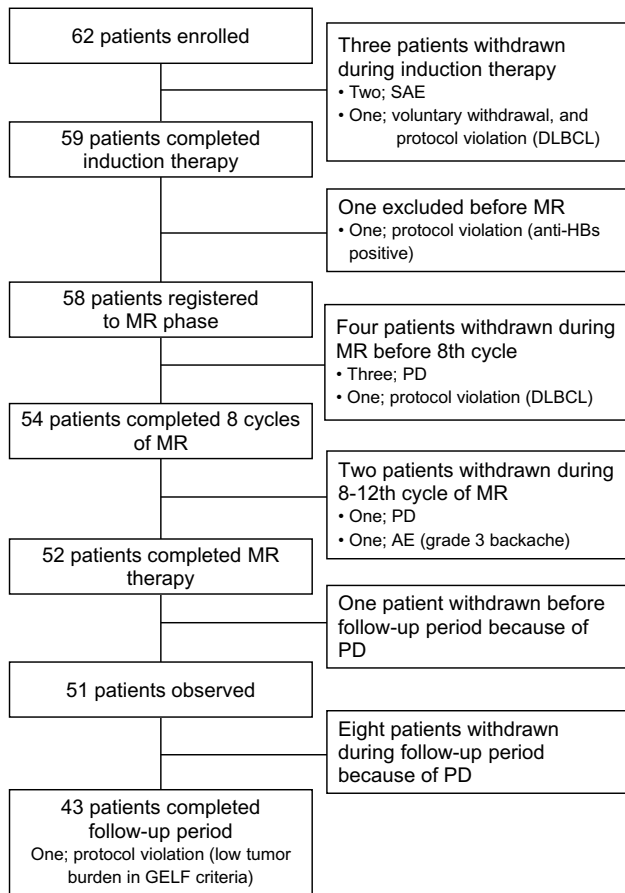 62 patients enrolled
Three patients withdrawn
during induction therapy
• Two; SAE
• One; voluntary withdrawal, and
protocol violation (DLBCL)
59 patients completed
induction therapy
One excluded before MR
• One; protocol violation (anti-HBs
positive)
58 patients registered
to MR phase
Four patients withdrawn during
MR before 8th cycle
• Three; PD
• One; protocol violation (DLBCL)
54 patients completed 8 cycles
of MR
Two patients withdrawn during
8-12th cycle of MR
• One; PD
• One; AE (grade 3 backache)
52 patients completed MR
therapy
One patient withdrawn before
follow-up period because of
PD
51 patients observed
Eight patients withdrawn
during follow-up period
because of PD
43 patients completed
follow-up period
One; protocol violation (low tumor
burden in GELF criteria)